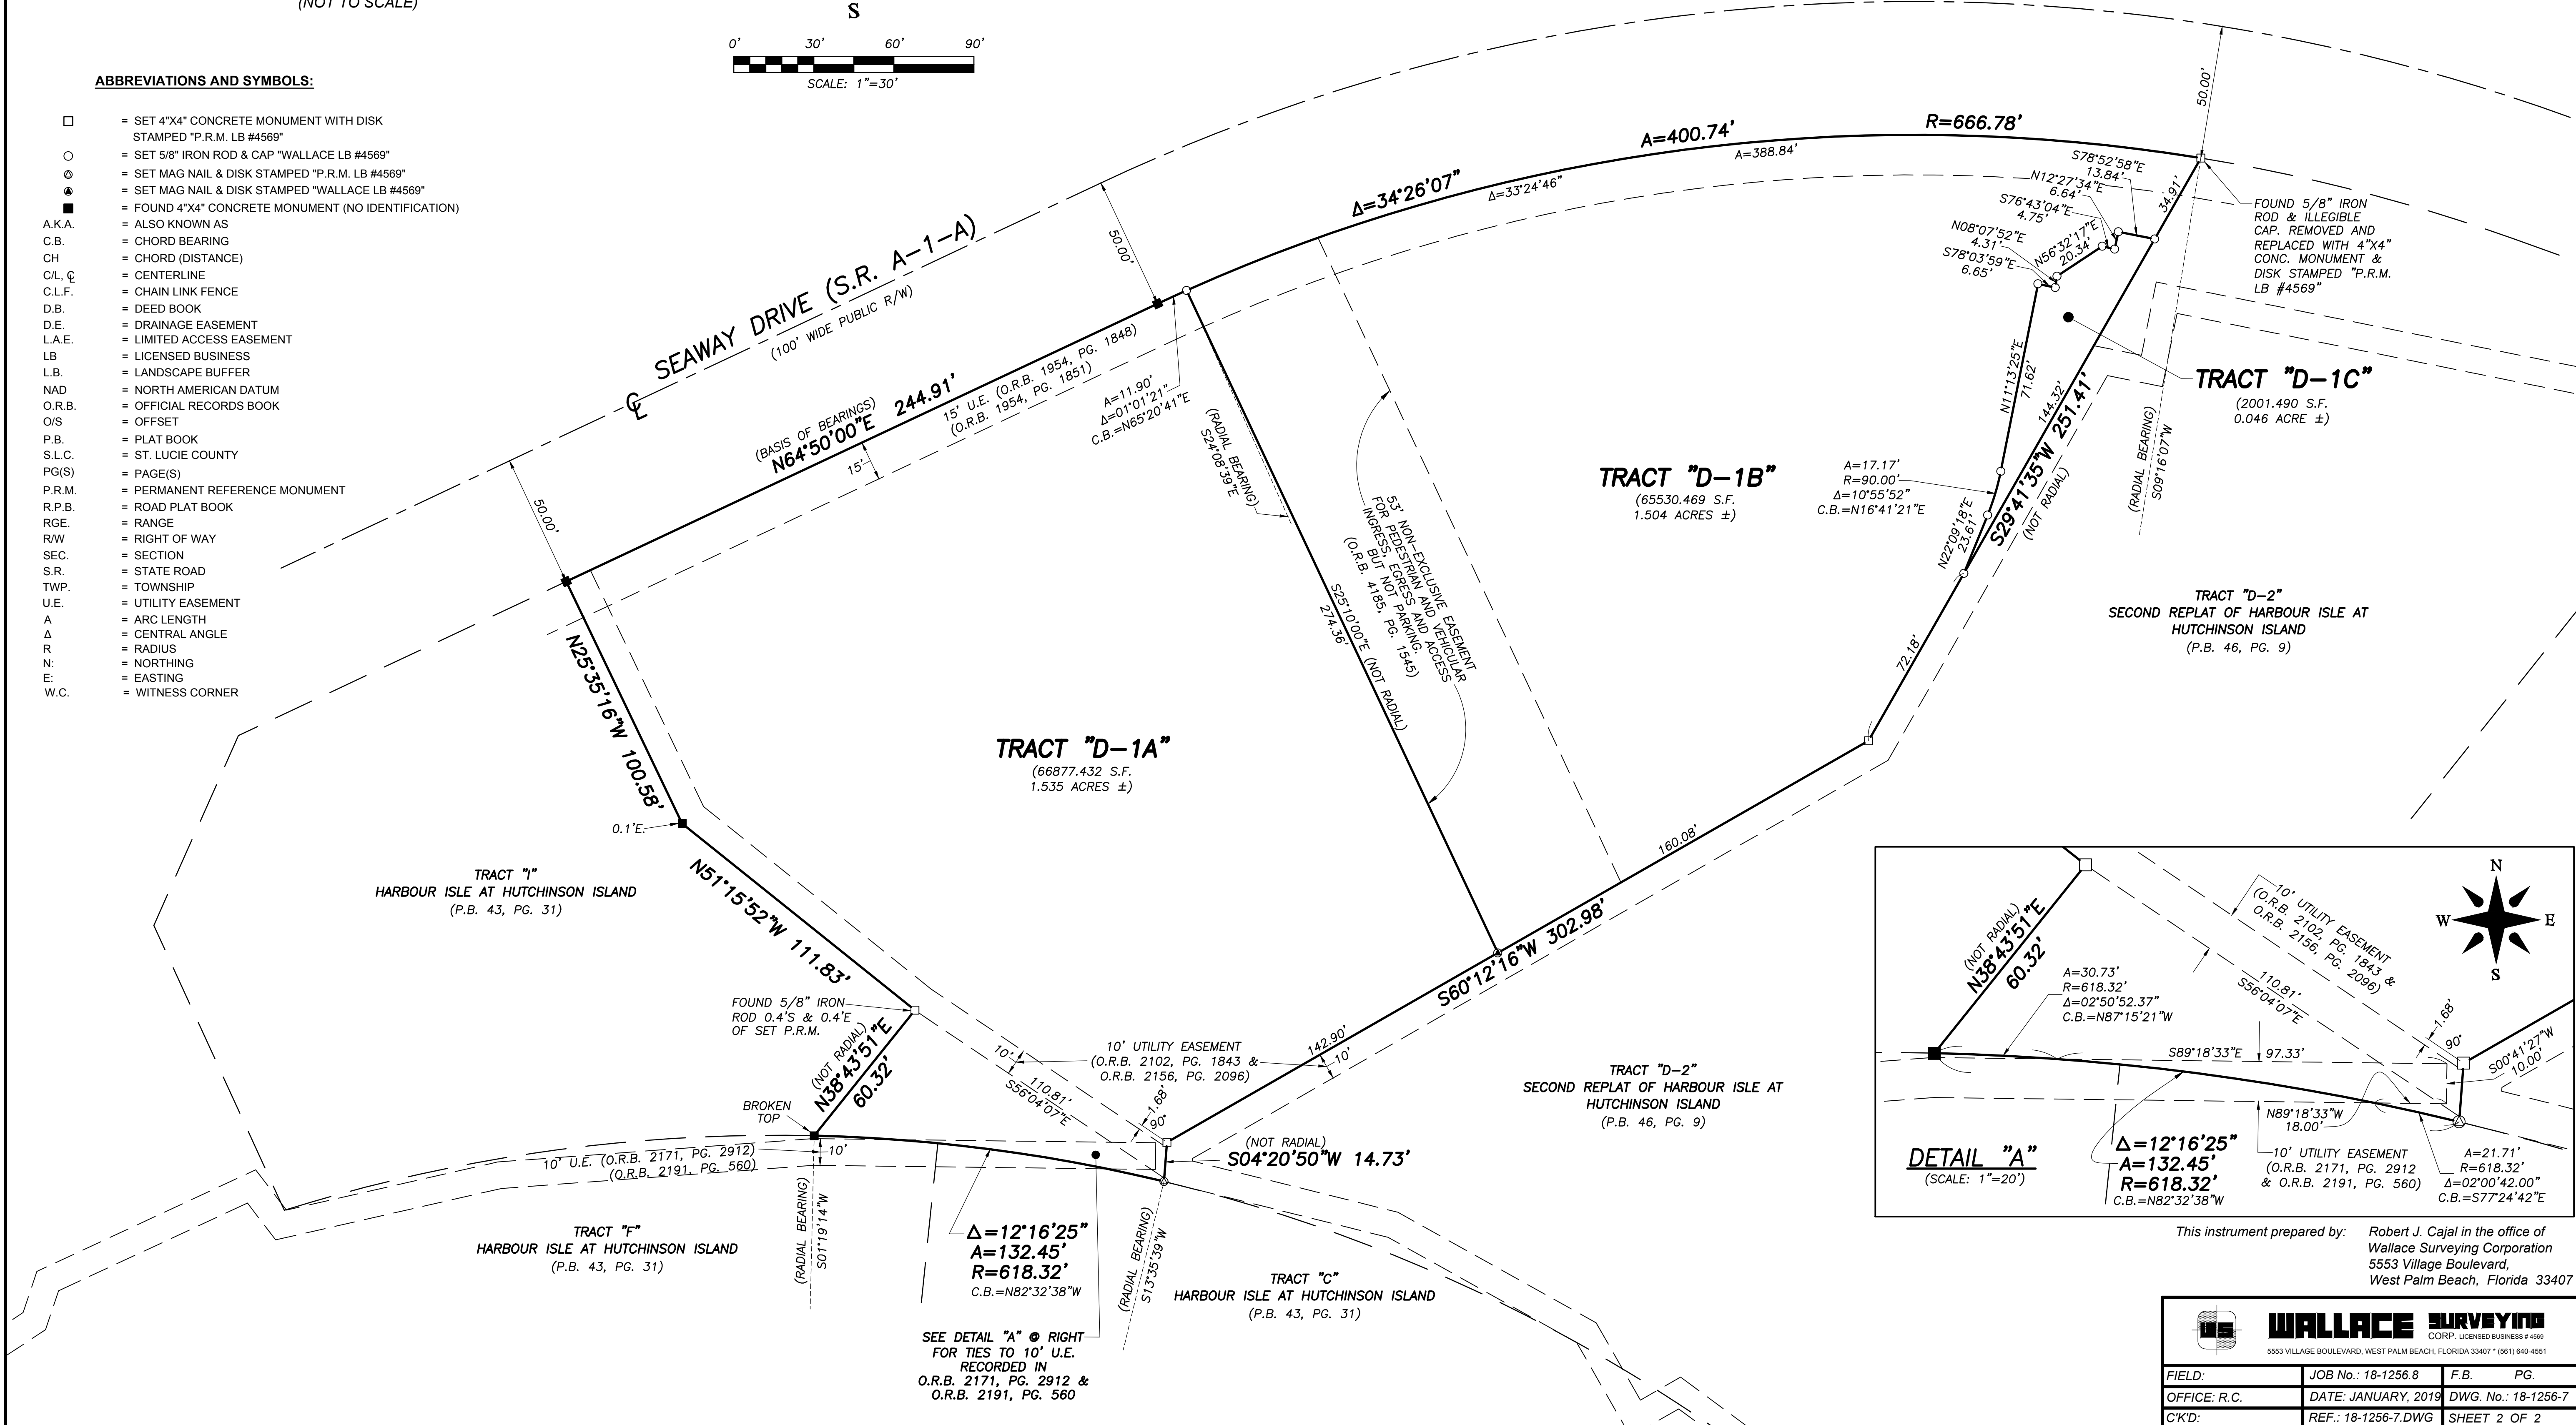 (NOT TO SCALE)
S
0' 30' 60' 90'
SCALE: 1"=30'
ABBREVIATIONS AND SYMBOLS:
= SET 4"X4" CONCRETE MONUMENT WITH DISK
STAMPED "P.R.M. LB #4569"
= SET 5/8" IRON ROD & CAP "WALLACE LB #4569"
= SET MAG NAIL & DISK STAMPED "P.R.M. LB #4569"
= SET MAG NAIL & DISK STAMPED "WALLACE LB #4569"
= FOUND 4"X4" CONCRETE MONUMENT (NO IDENTIFICATION)
A.K.A. = ALSO KNOWN AS
C.B. = CHORD BEARING
CH = CHORD (DISTANCE)
C/L, ℄ = CENTERLINE
C.L.F. = CHAIN LINK FENCE
D.B. = DEED BOOK
D.E. = DRAINAGE EASEMENT
L.A.E. = LIMITED ACCESS EASEMENT
LB = LICENSED BUSINESS
L.B. = LANDSCAPE BUFFER
NAD = NORTH AMERICAN DATUM
O.R.B. = OFFICIAL RECORDS BOOK
O/S = OFFSET
P.B. = PLAT BOOK
S.L.C. = ST. LUCIE COUNTY
PG(S) = PAGE(S)
P.R.M. = PERMANENT REFERENCE MONUMENT
R.P.B. = ROAD PLAT BOOK
RGE. = RANGE
R/W = RIGHT OF WAY
SEC. = SECTION
S.R. = STATE ROAD
TWP. = TOWNSHIP
U.E. = UTILITY EASEMENT
A = ARC LENGTH
Δ = CENTRAL ANGLE
R = RADIUS
N: = NORTHING
E: = EASTING
W.C. = WITNESS CORNER
℄ SEAWAY DRIVE (S.R. A-1-A)
(100' WIDE PUBLIC R/W)
50.00'
50.00'
50.00'
(BASIS OF BEARINGS)
N64°50'00"E 244.91'
15'
15' U.E. (O.R.B. 1954, PG. 1848)
(O.R.B. 1954, PG. 1851)
A=11.90'
Δ=01°01'21"
C.B.=N65°20'41"E
(RADIAL BEARING)
S24°08'39"E
Δ=34°26'07"
A=400.74'
R=666.78'
Δ=33°24'46"
A=388.84'
S78°52'58"E
13.84'
N12°27'34"E
6.64'
S76°43'04"E
4.75'
N56°32'17"E
20.34'
N08°07'52"E
4.31'
S78°03'59"E
6.65'
34.91'
FOUND 5/8" IRON
ROD & ILLEGIBLE
CAP. REMOVED AND
REPLACED WITH 4"X4"
CONC. MONUMENT &
DISK STAMPED "P.R.M.
LB #4569"
N11°13'25"E
71.62'
144.32'
S29°41'35"W 251.41'
(NOT RADIAL)
(RADIAL BEARING)
S09°16'07"W
TRACT "D-1C"
(2001.490 S.F.
0.046 ACRE ±)
TRACT "D-1B"
(65530.469 S.F.
1.504 ACRES ±)
A=17.17'
R=90.00'
Δ=10°55'52"
C.B.=N16°41'21"E
N22°09'18"E
23.61'
72.18'
53' NON-EXCLUSIVE EASEMENT
FOR PEDESTRIAN AND VEHICULAR
INGRESS, EGRESS AND ACCESS
BUT NOT PARKING.
(O.R.B. 4185, PG. 1545)
S25°10'00"E (NOT RADIAL)
274.36'
TRACT "D-2"
SECOND REPLAT OF HARBOUR ISLE AT
HUTCHINSON ISLAND
(P.B. 46, PG. 9)
N25°35'16"W 100.58'
TRACT "D-1A"
(66877.432 S.F.
1.535 ACRES ±)
0.1'E.
N51°15'52"W 111.83'
TRACT "I"
HARBOUR ISLE AT HUTCHINSON ISLAND
(P.B. 43, PG. 31)
160.08'
S60°12'16"W 302.98'
142.90'
10'
FOUND 5/8" IRON
ROD 0.4'S & 0.4'E
OF SET P.R.M.
(NOT RADIAL)
N38°43'51"E
60.32'
BROKEN
TOP
10'
10' UTILITY EASEMENT
(O.R.B. 2102, PG. 1843 &
O.R.B. 2156, PG. 2096)
110.81'
S56°04'07"E
1.68'
90°
(NOT RADIAL)
S04°20'50"W 14.73'
TRACT "D-2"
SECOND REPLAT OF HARBOUR ISLE AT
HUTCHINSON ISLAND
(P.B. 46, PG. 9)
10' U.E. (O.R.B. 2171, PG. 2912)
(O.R.B. 2191, PG. 560)
10'
(RADIAL BEARING)
S01°19'14"W
TRACT "F"
HARBOUR ISLE AT HUTCHINSON ISLAND
(P.B. 43, PG. 31)
Δ=12°16'25"
A=132.45'
R=618.32'
C.B.=N82°32'38"W
(RADIAL BEARING)
S13°35'39"W
TRACT "C"
HARBOUR ISLE AT HUTCHINSON ISLAND
(P.B. 43, PG. 31)
SEE DETAIL "A" @ RIGHT
FOR TIES TO 10' U.E.
RECORDED IN
O.R.B. 2171, PG. 2912 &
O.R.B. 2191, PG. 560
N
W E
S
(NOT RADIAL)
N38°43'51"E
60.32'
A=30.73'
R=618.32'
Δ=02°50'52.37"
C.B.=N87°15'21"W
10' UTILITY EASEMENT
(O.R.B. 2102, PG. 1843 &
O.R.B. 2156, PG. 2096)
110.81'
S56°04'07"E
1.68'
90°
S89°18'33"E 97.33'
S00°41'27"W
10.00'
N89°18'33"W
18.00'
DETAIL "A"
(SCALE: 1"=20')
Δ=12°16'25"
A=132.45'
R=618.32'
C.B.=N82°32'38"W
10' UTILITY EASEMENT
(O.R.B. 2171, PG. 2912
& O.R.B. 2191, PG. 560)
A=21.71'
R=618.32'
Δ=02°00'42.00"
C.B.=S77°24'42"E
This instrument prepared by: Robert J. Cajal in the office of
Wallace Surveying Corporation
5553 Village Boulevard,
West Palm Beach, Florida 33407
WS WALLACE SURVEYING
CORP. LICENSED BUSINESS # 4569
5553 VILLAGE BOULEVARD, WEST PALM BEACH, FLORIDA 33407 * (561) 640-4551
FIELD: JOB No.: 18-1256.8 F.B. PG.
OFFICE: R.C. DATE: JANUARY, 2019 DWG. No.: 18-1256-7
C'K'D: REF.: 18-1256-7.DWG SHEET 2 OF 2